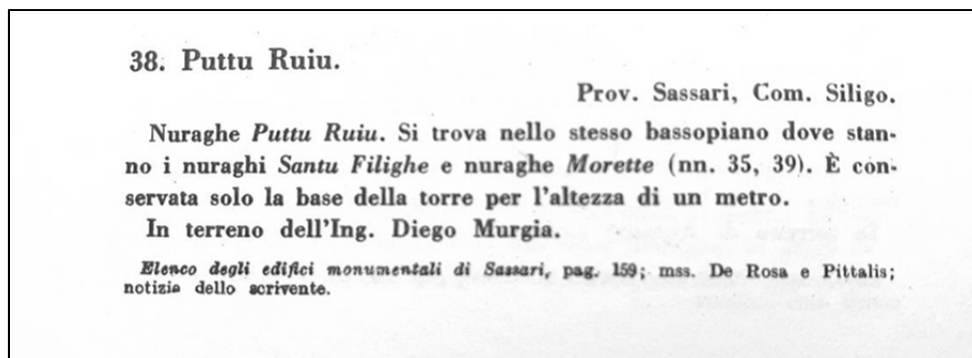 38. Puttu Ruiu.
Prov. Sassari, Com. Siligo.
Nuraghe Puttu Ruiu. Si trova nello stesso bassopiano dove stan-
no i nuraghi Santu Filighe e nuraghe Morette (nn. 35, 39). È con-
servata solo la base della torre per l'altezza di un metro.
In terreno dell'Ing. Diego Murgia.
Elenco degli edifici monumentali di Sassari, pag. 159; mss. De Rosa e Pittalis;
notizie dello scrivente.